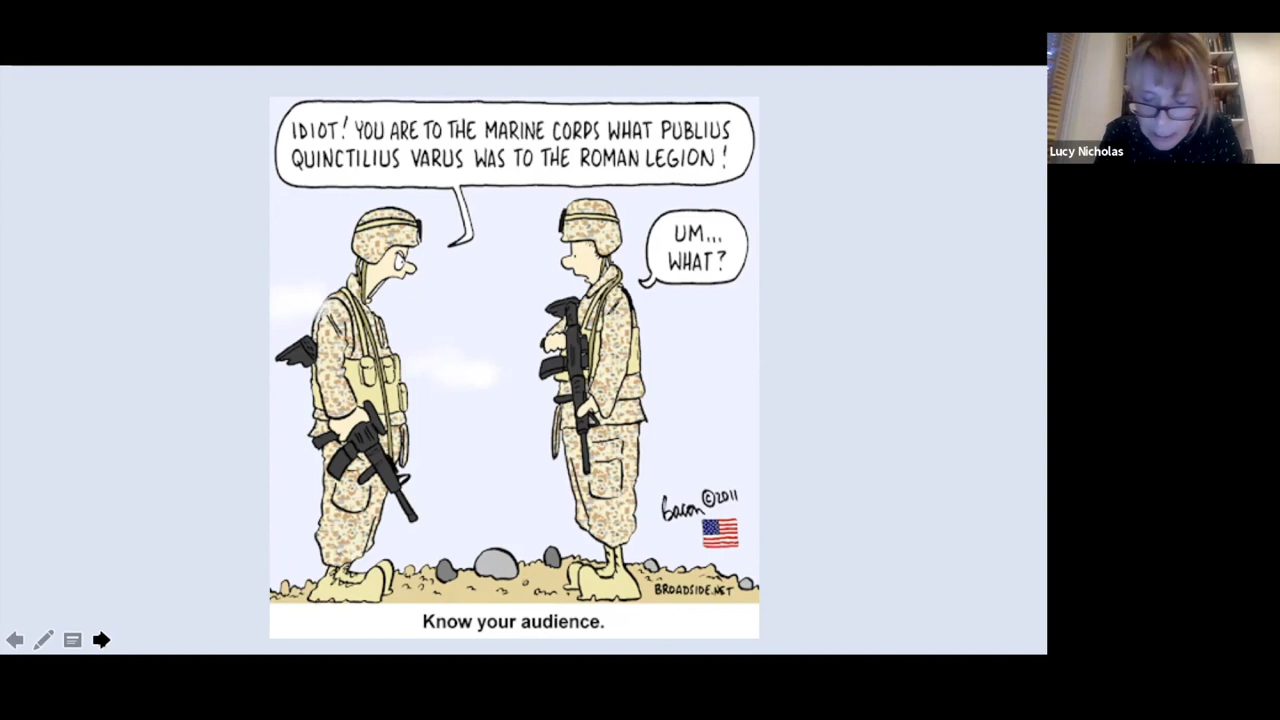 IDIOT! YOU ARE TO THE MARINE CORPS WHAT PUBLIUS
QUINCTILIUS VARUS WAS TO THE ROMAN LEGION!
UM...
WHAT?
Bacon ©2011
BROADSIDE.NET
Know your audience.
Lucy Nicholas